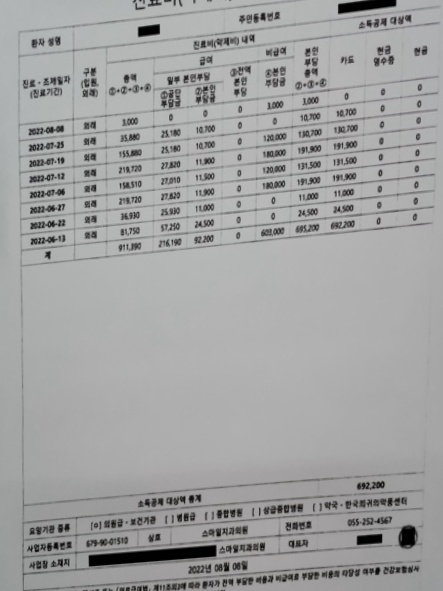 진료비(
환자 성명 주민등록번호
진료비(약제비) 내역 소득공제 대상액
진료·조제일자 (진료기간) 구분 (입원, 외래) 총액 ①+②+③+④ 급여 비급여 본인 부담 총액 ②+③+④ 카드 현금 영수증 현금
일부 본인부담 ③전액 본인 부담 ④본인 부담금
①공단 부담금 ②본인 부담금
2022-08-08 외래 3,000 0 0 0 3,000 3,000 0 0 0
2022-07-25 외래 35,880 25,180 10,700 0 0 10,700 10,700 0 0
2022-07-19 외래 155,880 25,180 10,700 0 120,000 130,700 130,700 0 0
2022-07-12 외래 219,720 27,820 11,900 0 180,000 191,900 191,900 0 0
2022-07-06 외래 158,510 27,010 11,500 0 120,000 131,500 131,500 0 0
2022-06-27 외래 219,720 27,820 11,900 0 180,000 191,900 191,900 0 0
2022-06-22 외래 36,930 25,930 11,000 0 0 11,000 11,000 0 0
2022-06-13 외래 81,750 57,250 24,500 0 0 24,500 24,500 0 0
계 911,390 216,190 92,200 0 603,000 695,200 692,200 0 0
소득공제 대상액 총계 692,200
요양기관 종류 [o] 의원급·보건기관 [ ] 병원급 [ ] 종합병원 [ ] 상급종합병원 [ ] 약국·한국희귀의약품센터
사업자등록번호 679-90-01510 상호 스마일치과의원 전화번호 055-252-4567
사업장 소재지 스마일치과의원 대표자
2022년 08월 08일
제11조의3에 따라 환자가 전액 부담한 비용과 비급여로 부담한 비용의 타당성 여부를 건강보험심사